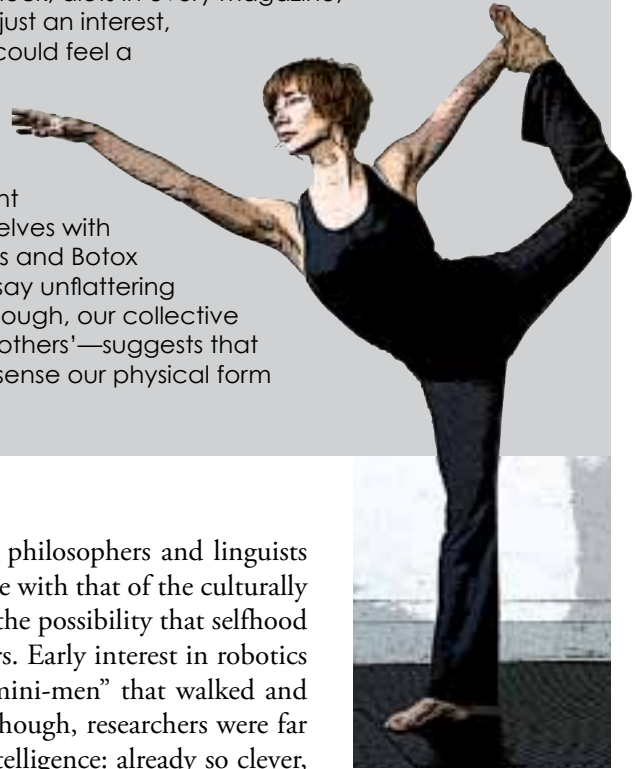 just an interest,
could feel a
nt
elves with
s and Botox
say unflattering
ough, our collective
others’—suggests that
sense our physical form
philosophers and linguists
e with that of the culturally
the possibility that selfhood
rs. Early interest in robotics
mini-men” that walked and
hough, researchers were far
telligence: already so clever,